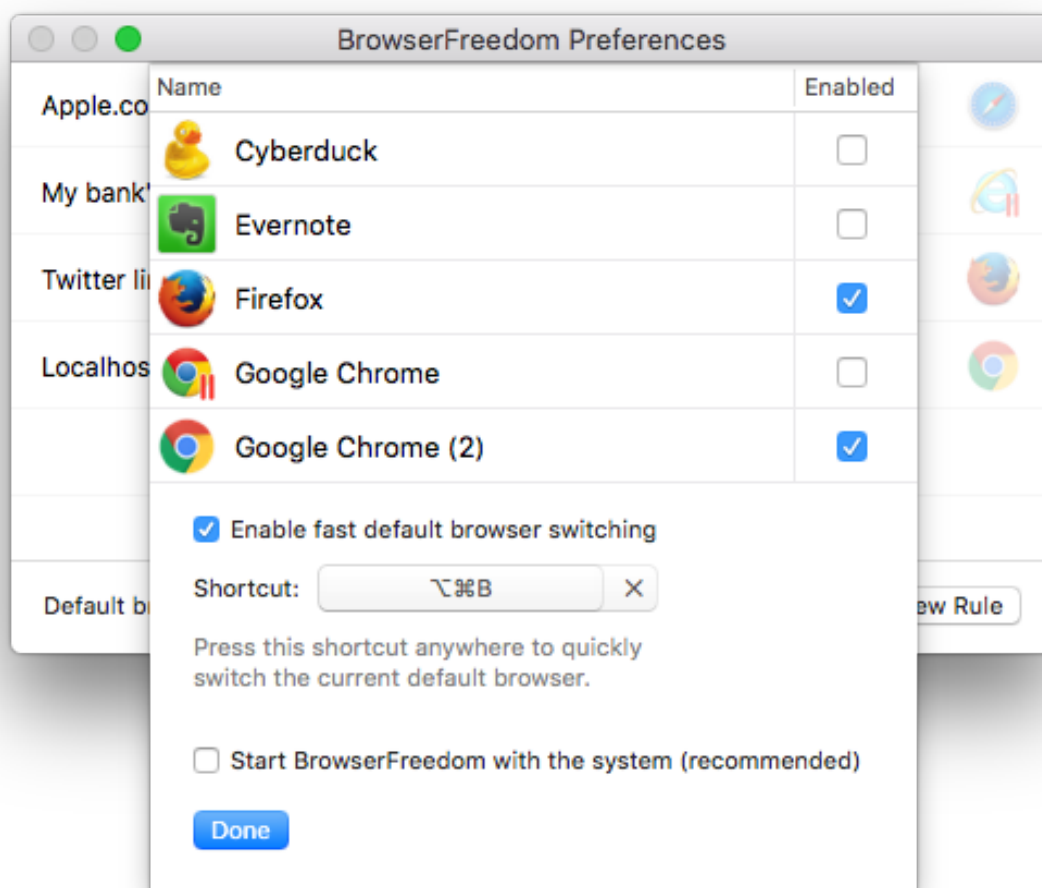 BrowserFreedom Preferences
Name Enabled
Apple.co
Cyberduck
My bank'
Evernote
Twitter li
Firefox
Localhos
Google Chrome
Google Chrome (2)
Enable fast default browser switching
Shortcut: ⌥⌘B
Press this shortcut anywhere to quickly
switch the current default browser.
Default b
ew Rule
Start BrowserFreedom with the system (recommended)
Done